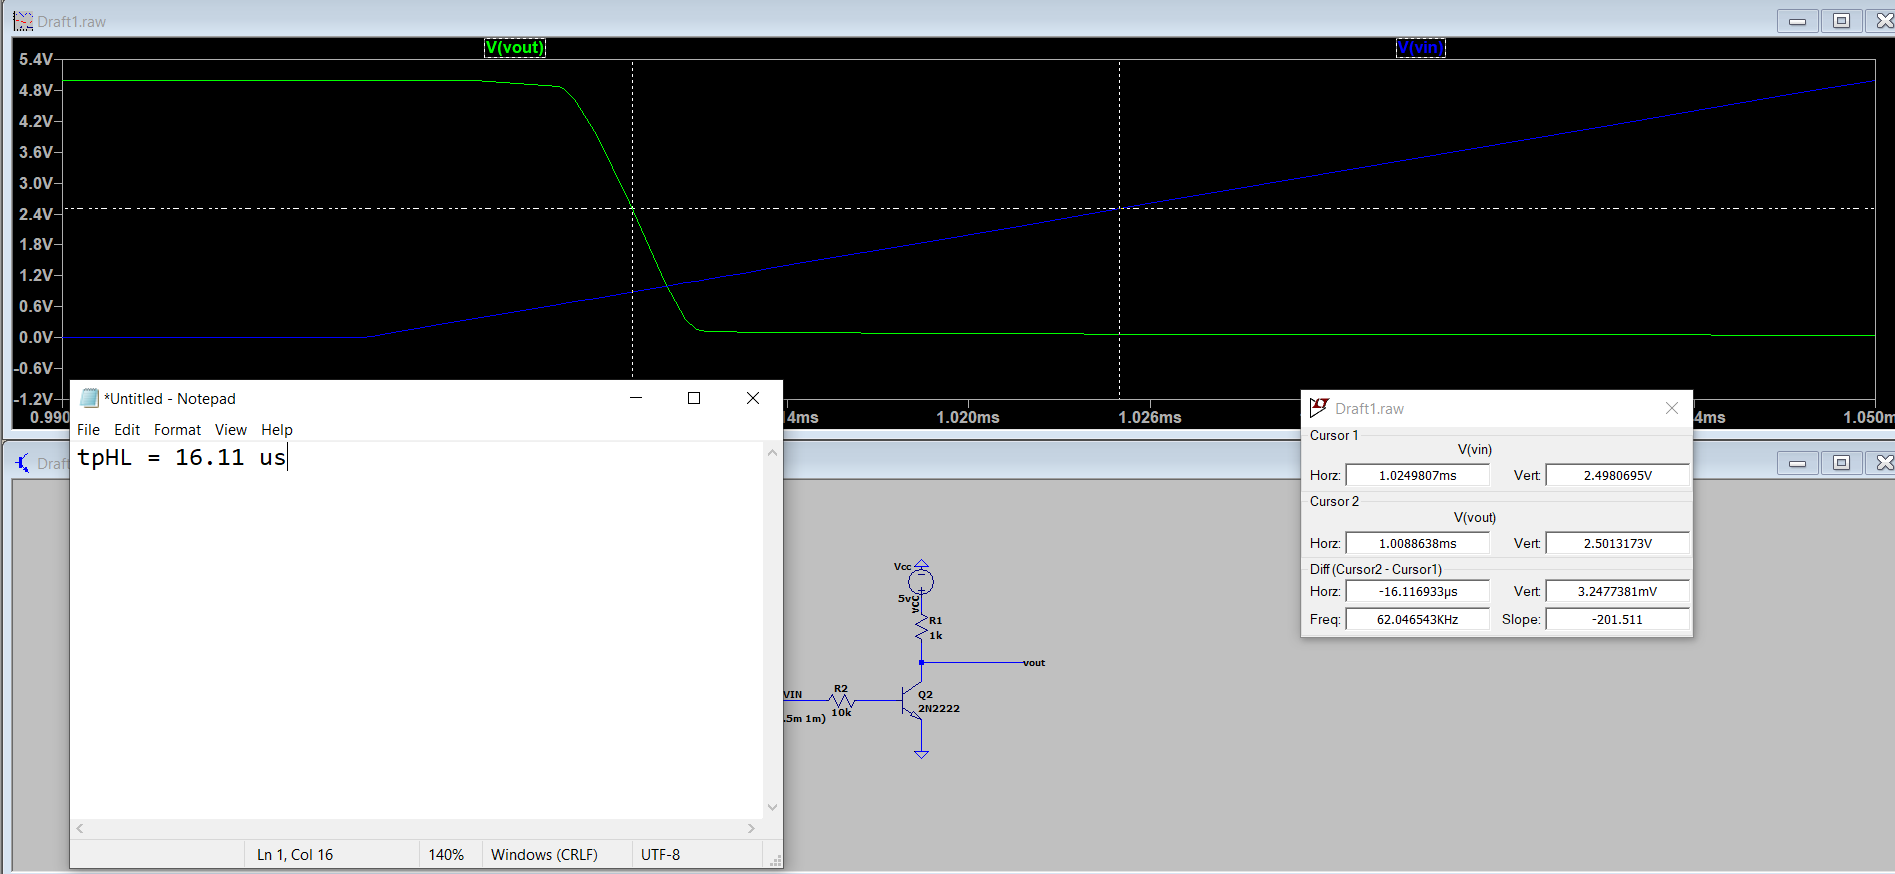 Draft1.raw
V(vout)
V(vin)
5.4V
4.8V
4.2V
3.6V
3.0V
2.4V
1.8V
1.2V
0.6V
0.0V
-0.6V
-1.2V
0.990
14ms
1.020ms
1.026ms
4ms
1.050m
*Untitled - Notepad
File Edit Format View Help
tpHL = 16.11 us
Ln 1, Col 16
140%
Windows (CRLF)
UTF-8
Draft1.raw
Cursor 1
V(vin)
Horz: 1.0249807ms Vert: 2.4980695V
Cursor 2
V(vout)
Horz: 1.0088638ms Vert: 2.5013173V
Diff (Cursor2 - Cursor1)
Horz: -16.116933µs Vert: 3.2477381mV
Freq: 62.046543KHz Slope: -201.511
Draft
Vcc
5v
VCC
R1
1k
vout
VIN
R2
10k
.5m 1m)
Q2
2N2222